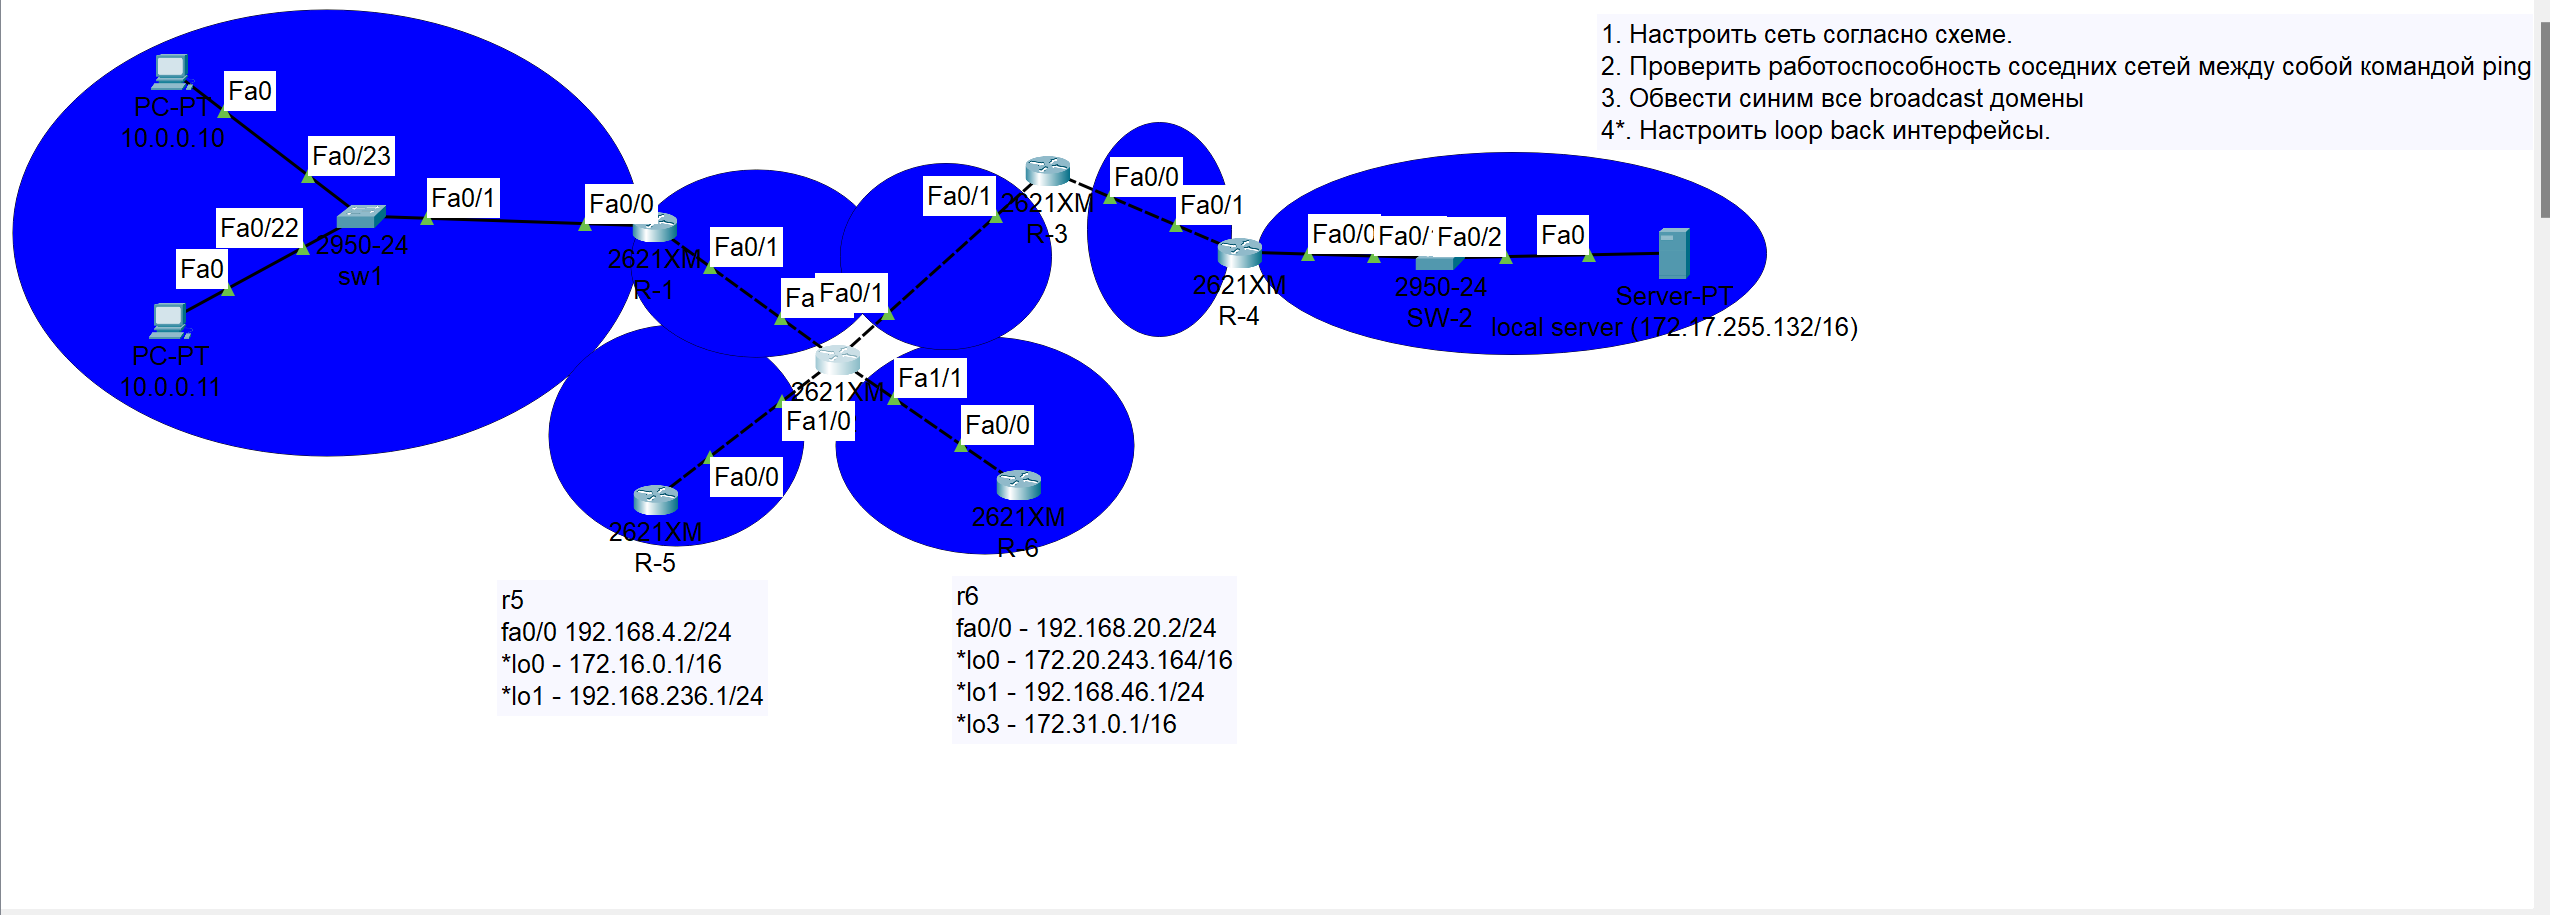 1. Настроить сеть согласно схеме.
2. Проверить работоспособность соседних сетей между собой командой ping
3. Обвести синим все broadcast домены
4*. Настроить loop back интерфейсы.
PC-PT
10.0.0.10
Fa0
Fa0/23
Fa0/22
Fa0
PC-PT
10.0.0.11
2950-24
sw1
Fa0/1
Fa0/0
2621XM
R-1
Fa0/1
Fa
Fa0/1
2621XM
Fa1/0
Fa1/1
Fa0/0
2621XM
R-5
Fa0/0
2621XM
R-6
Fa0/1
2621XM
R-3
Fa0/0
Fa0/1
2621XM
R-4
Fa0/0
Fa0/
Fa0/2
2950-24
SW-2
Fa0
Server-PT
local server (172.17.255.132/16)
r5
fa0/0 192.168.4.2/24
*lo0 - 172.16.0.1/16
*lo1 - 192.168.236.1/24
r6
fa0/0 - 192.168.20.2/24
*lo0 - 172.20.243.164/16
*lo1 - 192.168.46.1/24
*lo3 - 172.31.0.1/16